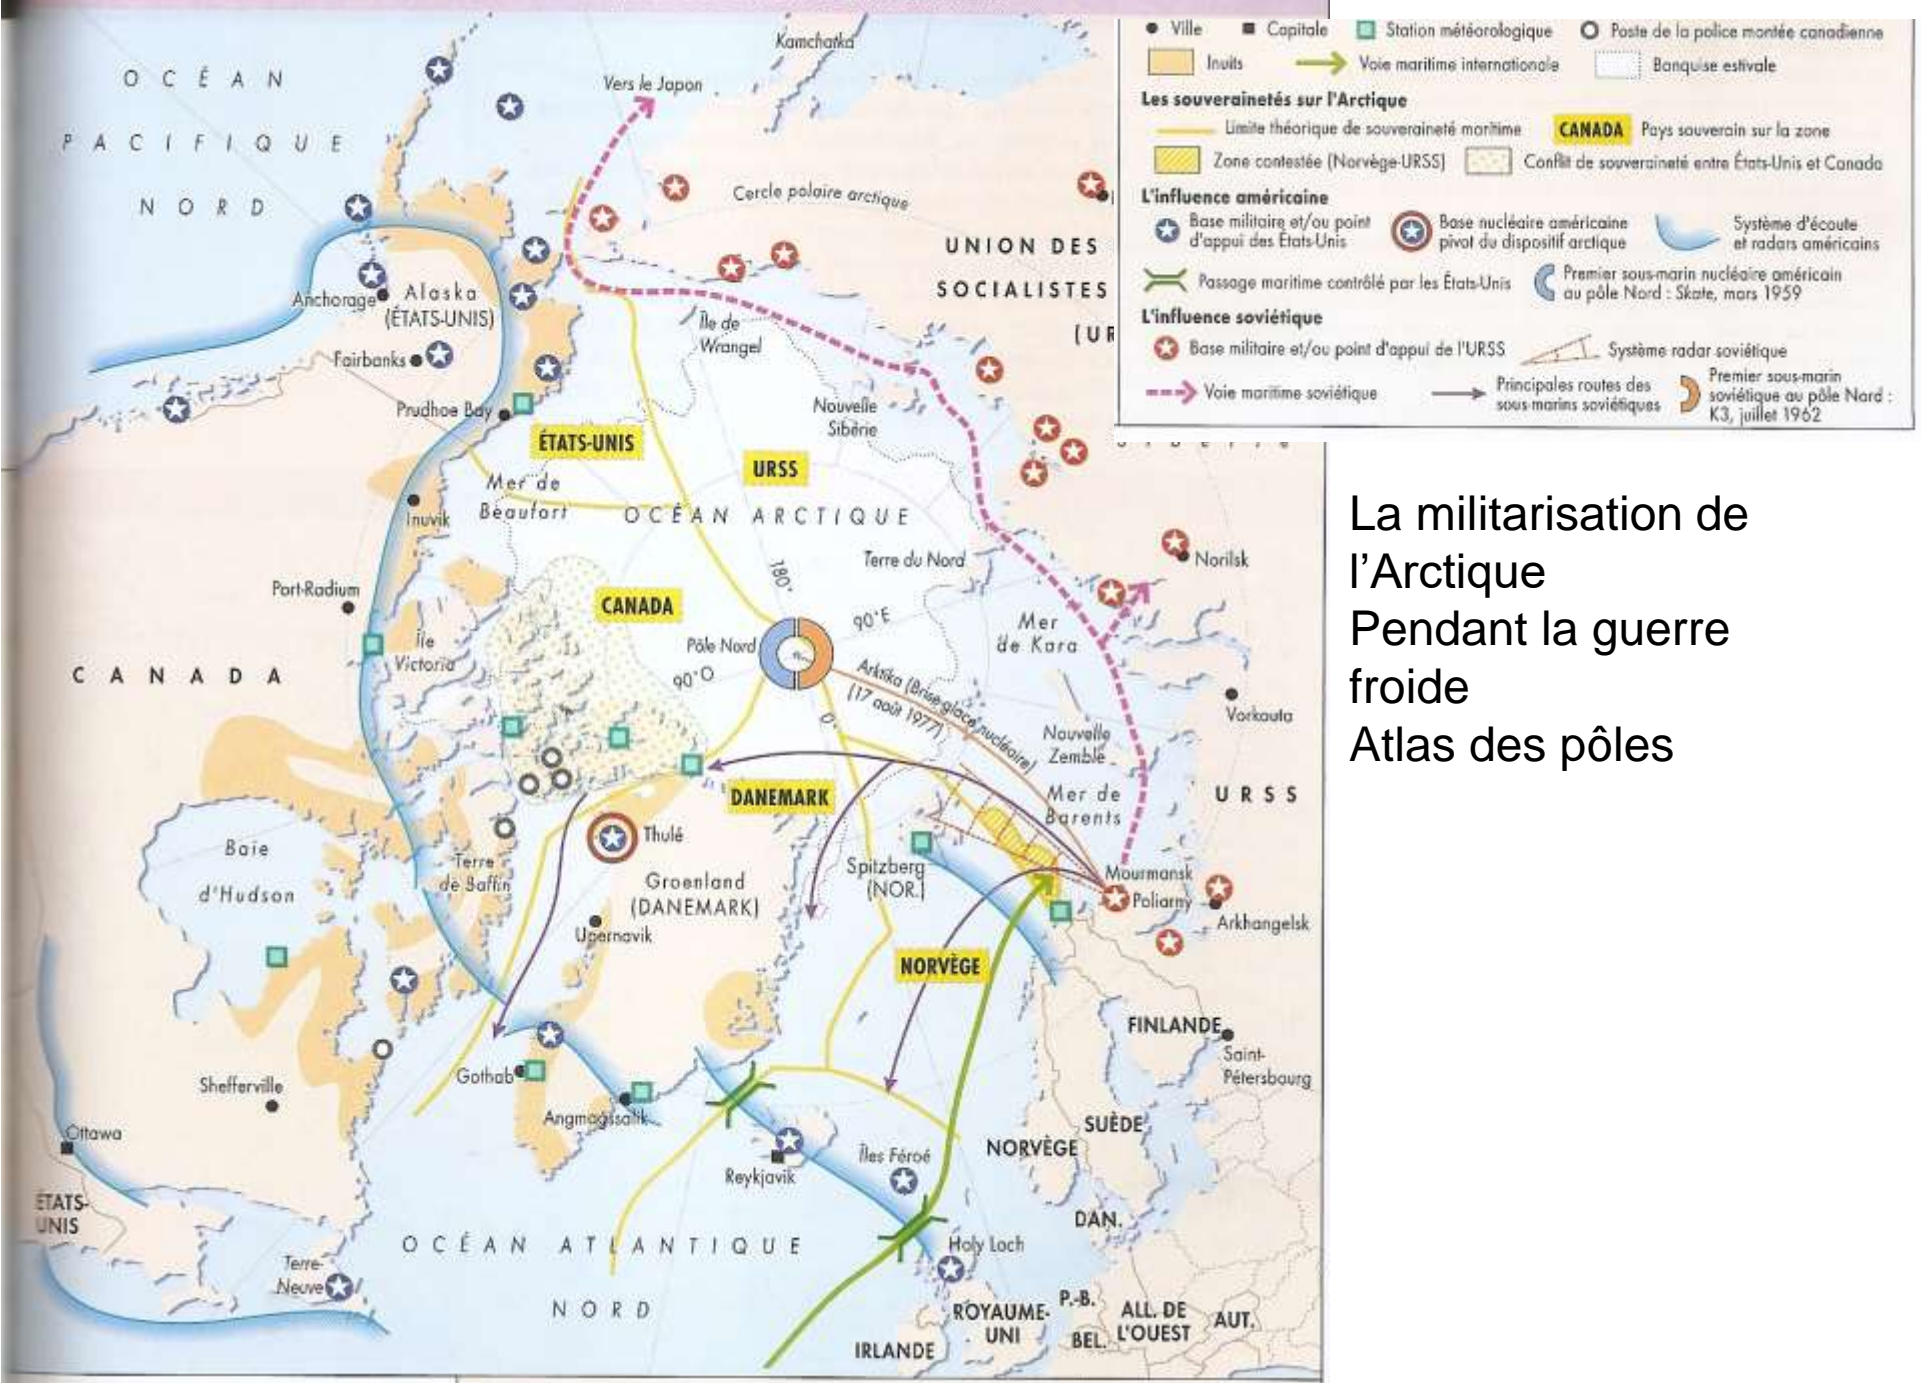 Ville
Capitale
Station météorologique
Poste de la police montée canadienne
Inuits
Voie maritime internationale
Banquise estivale
Les souverainetés sur l'Arctique
Limite théorique de souveraineté maritime
CANADA
Pays souverain sur la zone
Zone contestée (Norvège-URSS)
Conflit de souveraineté entre États-Unis et Canada
L'influence américaine
Base militaire et/ou point
d'appui des États-Unis
Base nucléaire américaine
pivot du dispositif arctique
Système d'écoute
et radars américains
Passage maritime contrôlé par les États-Unis
Premier sous-marin nucléaire américain
au pôle Nord : Skate, mars 1959
L'influence soviétique
Base militaire et/ou point d'appui de l'URSS
Système radar soviétique
Voie maritime soviétique
Principales routes des
sous-marins soviétiques
Premier sous-marin
soviétique au pôle Nord :
K3, juillet 1962
Kamchatka
OCÉAN
PACIFIQUE
NORD
Vers le Japon
Cercle polaire arctique
UNION DES
SOCIALISTES
(UR
Anchorage
Alaska
(ÉTATS-UNIS)
Fairbanks
Île de
Wrangel
Prudhoe Bay
Nouvelle
Sibérie
ÉTATS-UNIS
URSS
Mer de
Beaufort
OCÉAN ARCTIQUE
Inuvik
Terre du Nord
Norilsk
180°
Port-Radium
CANADA
90°E
Mer
de Kara
Pôle Nord
Île
Victoria
90°O
CANADA
Arktika (Brise-glace nucléaire)
(17 août 1977)
0°
Vorkouta
Nouvelle
Zemble
DANEMARK
Mer de
Barents
URSS
Thulé
Baie
d'Hudson
Terre
de Baffin
Groenland
(DANEMARK)
Spitzberg
(NOR.)
Mourmansk
Poliarny
Arkhangelsk
Upernavik
NORVÈGE
FINLANDE
Saint-
Pétersbourg
Shefferville
Gothab
Angmagssalik
Ottawa
SUÈDE
NORVÈGE
Reykjavik
Îles Féroé
ÉTATS-
UNIS
DAN.
OCÉAN ATLANTIQUE
NORD
Holy Loch
Terre-
Neuve
ROYAUME-
UNI
P.-B.
BEL.
ALL. DE
L'OUEST
AUT.
IRLANDE
La militarisation de
l’Arctique
Pendant la guerre
froide
Atlas des pôles